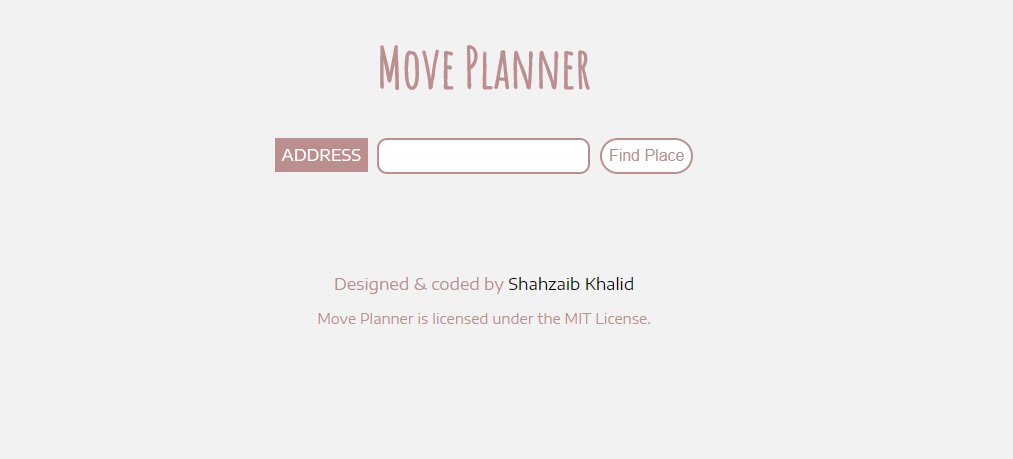 Move Planner
ADDRESS Find Place
Designed & coded by Shahzaib Khalid
Move Planner is licensed under the MIT License.